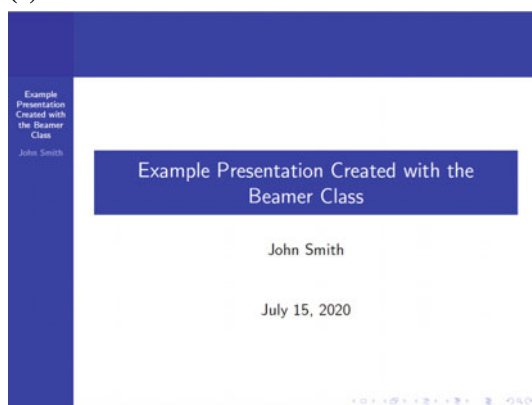 Example
Presentation
Created with
the Beamer
Class
John Smith
Example Presentation Created with the
Beamer Class
John Smith
July 15, 2020